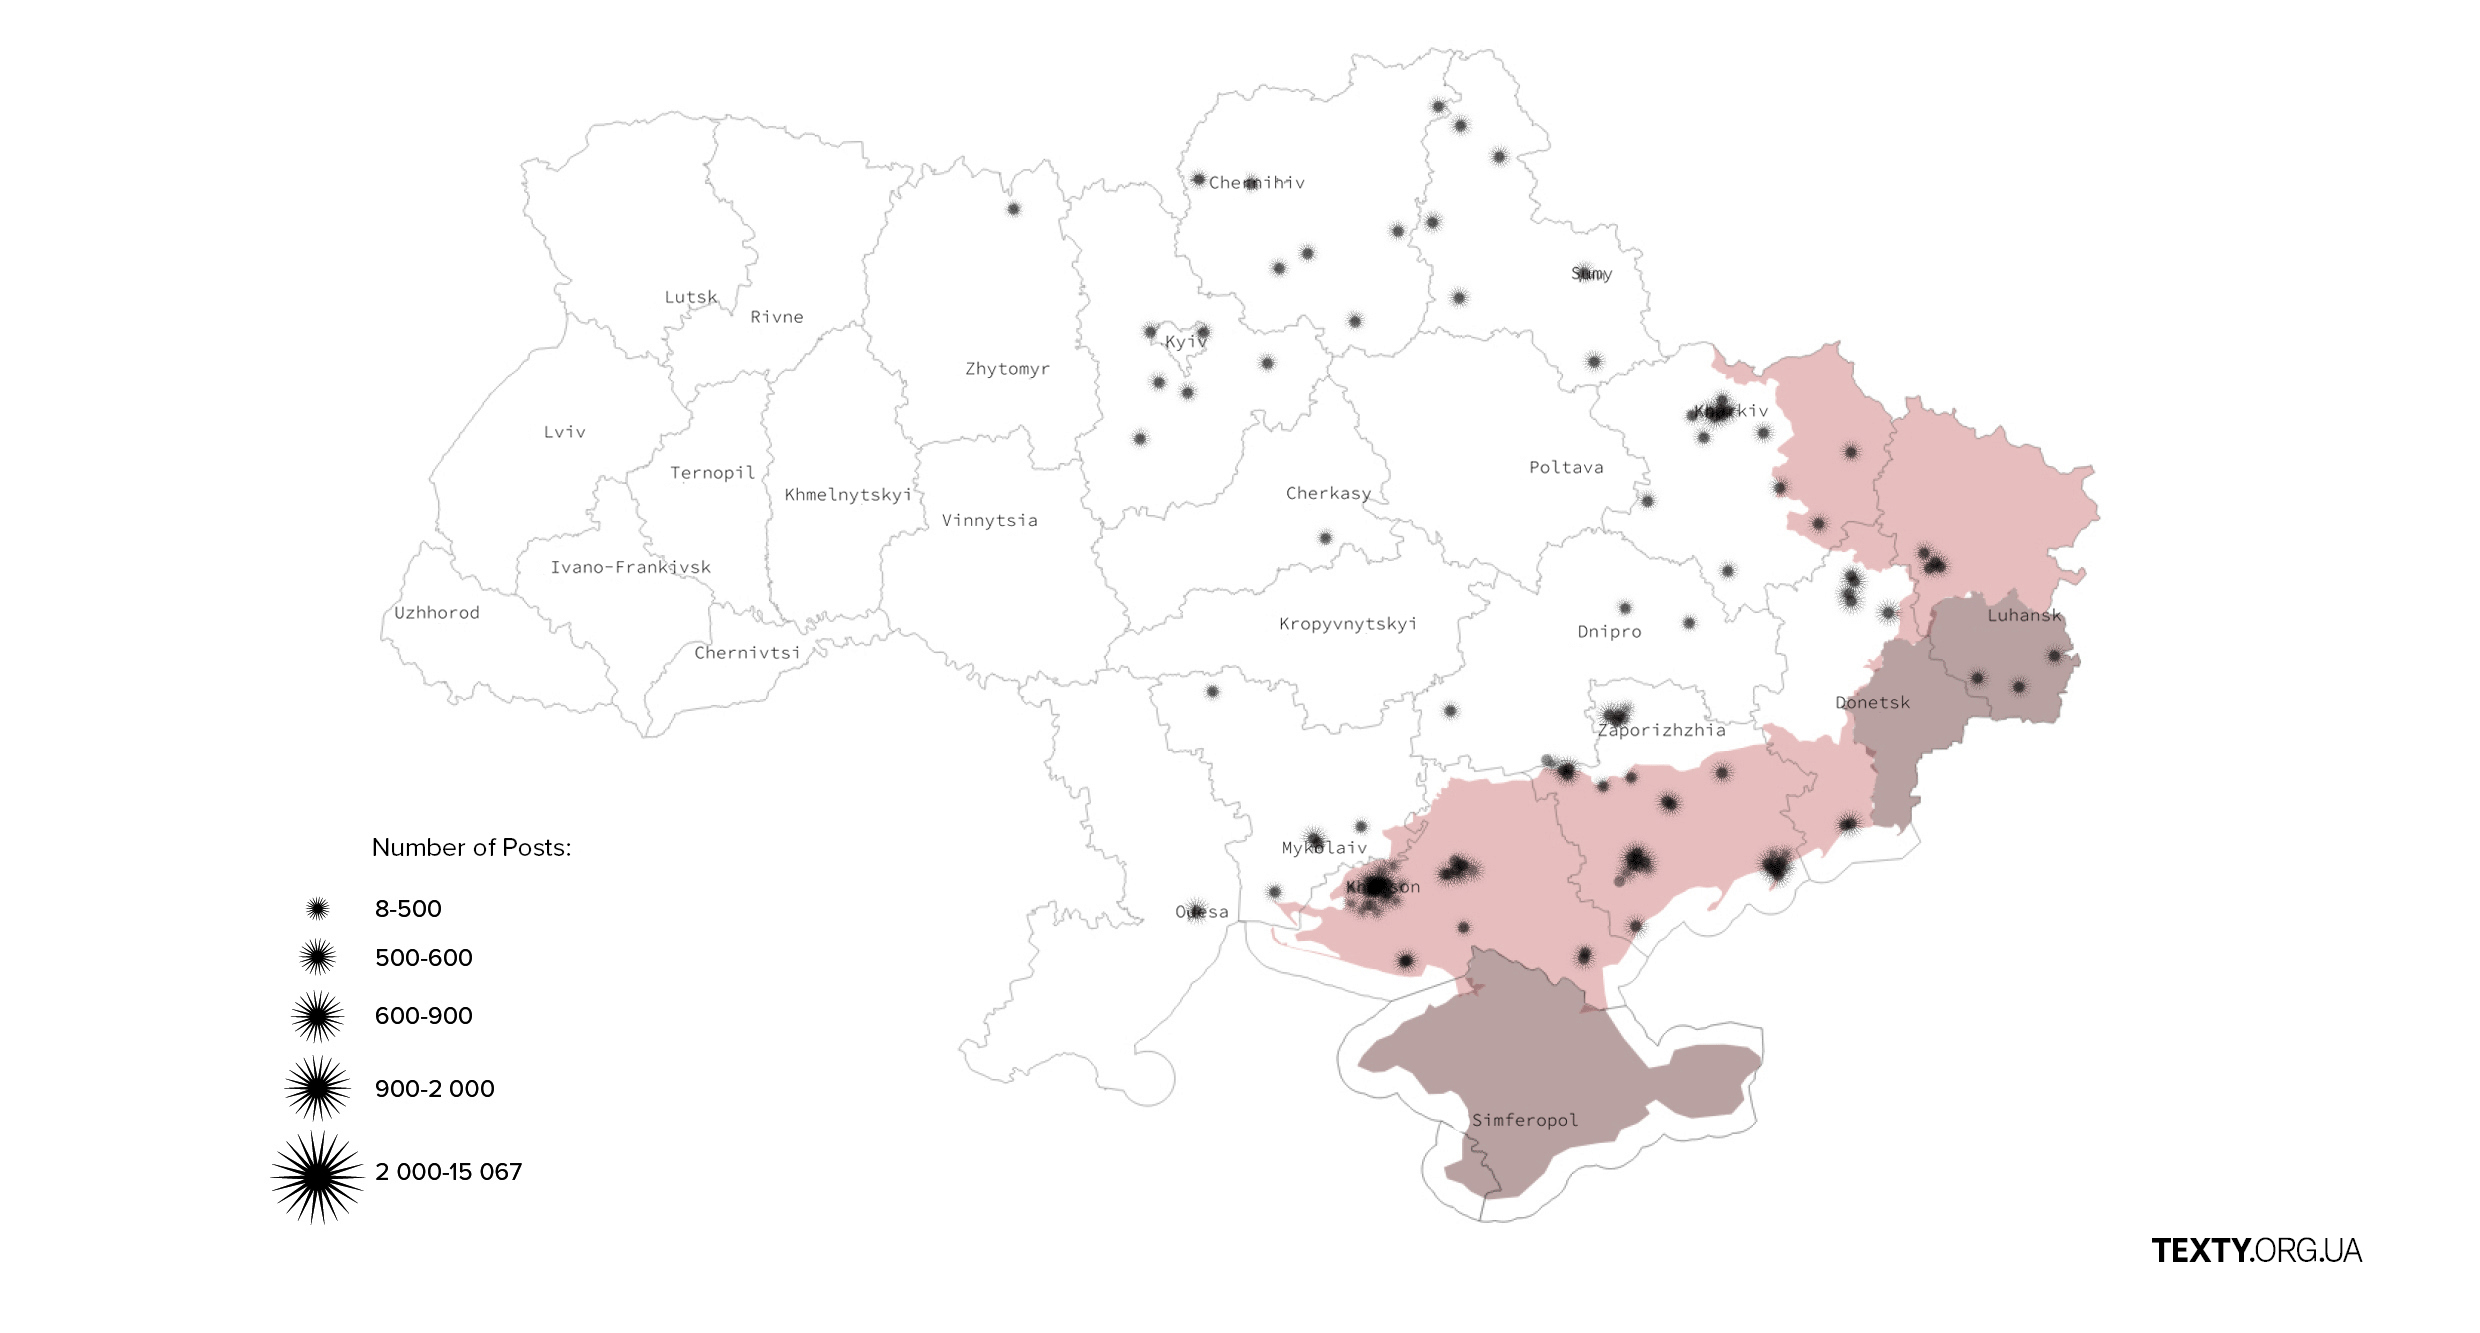 Chernihiv
Sumy
Lutsk
Rivne
Kyiv
Zhytomyr
Kharkiv
Lviv
Poltava
Ternopil
Khmelnytskyi
Cherkasy
Vinnytsia
Ivano-Frankivsk
Uzhhorod
Luhansk
Kropyvnytskyi
Dnipro
Chernivtsi
Donetsk
Zaporizhzhia
Mykolaiv
Kherson
Odesa
Simferopol
Number of Posts:
8-500
500-600
600-900
900-2 000
2 000-15 067
TEXTY.ORG.UA